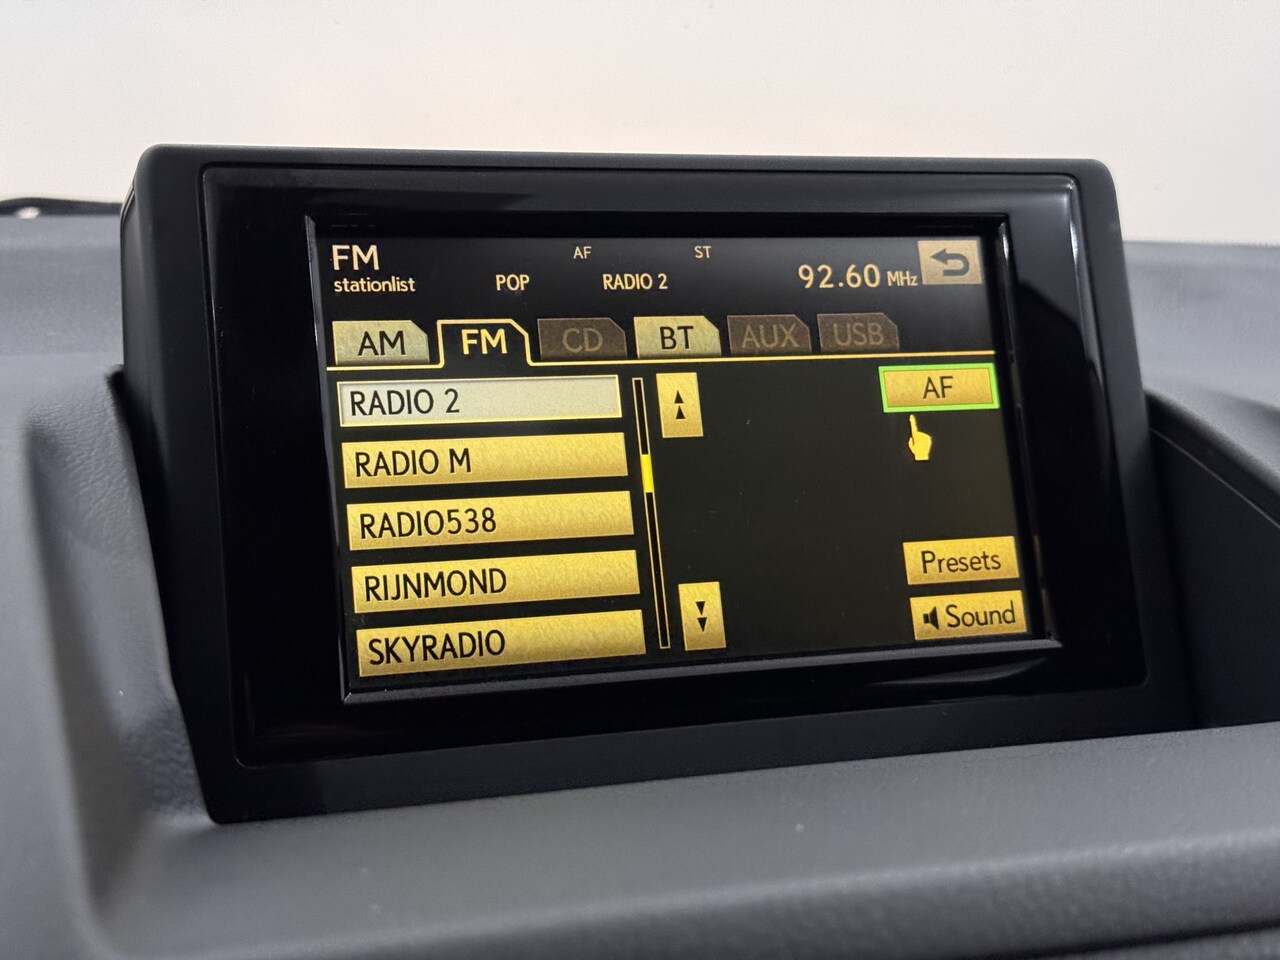 FM AF ST
stationlist POP RADIO 2 92.60 MHz
AM FM CD BT AUX USB
RADIO 2 AF
RADIO M
RADIO538
RIJNMOND Presets
SKYRADIO Sound